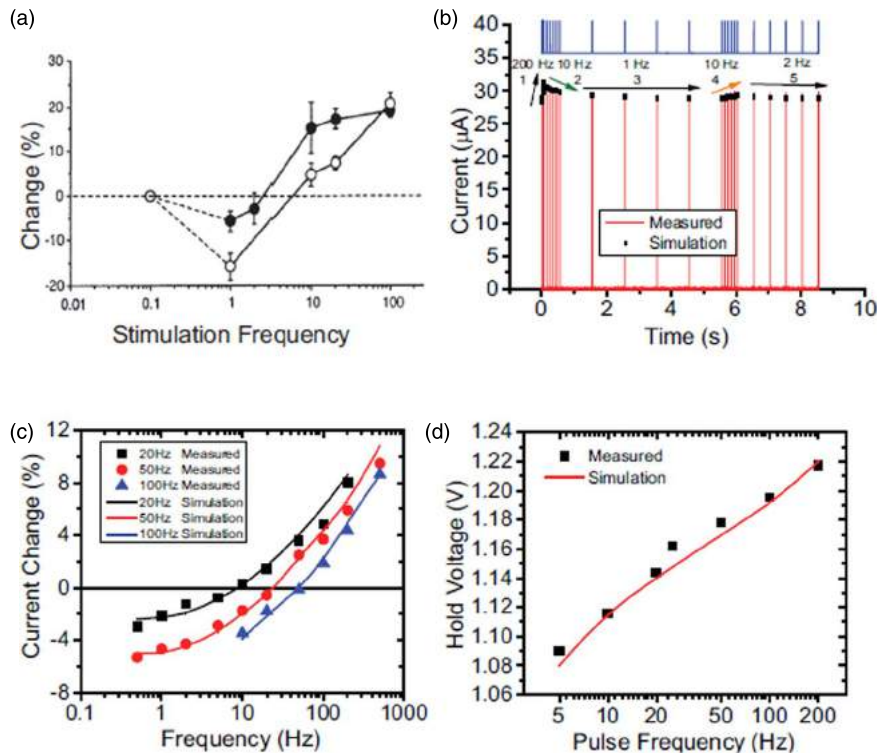 (a)
Change (%)
30
20
10
0
-10
-20
0.01
0.1
1
10
100
Stimulation Frequency
(b)
Current (µA)
40
35
30
25
20
15
10
5
0
200 Hz 10 Hz
1 Hz
10 Hz
2 Hz
1
2
3
4
5
Measured
Simulation
0
2
4
6
8
10
Time (s)
(c)
Current Change (%)
12
8
4
0
-4
-8
20Hz Measured
50Hz Measured
100Hz Measured
20Hz Simulation
50Hz Simulation
100Hz Simulation
0.1
1
10
100
1000
Frequency (Hz)
(d)
Hold Voltage (V)
1.24
1.22
1.20
1.18
1.16
1.14
1.12
1.10
1.08
1.06
Measured
Simulation
5
10
20
50
100
200
Pulse Frequency (Hz)